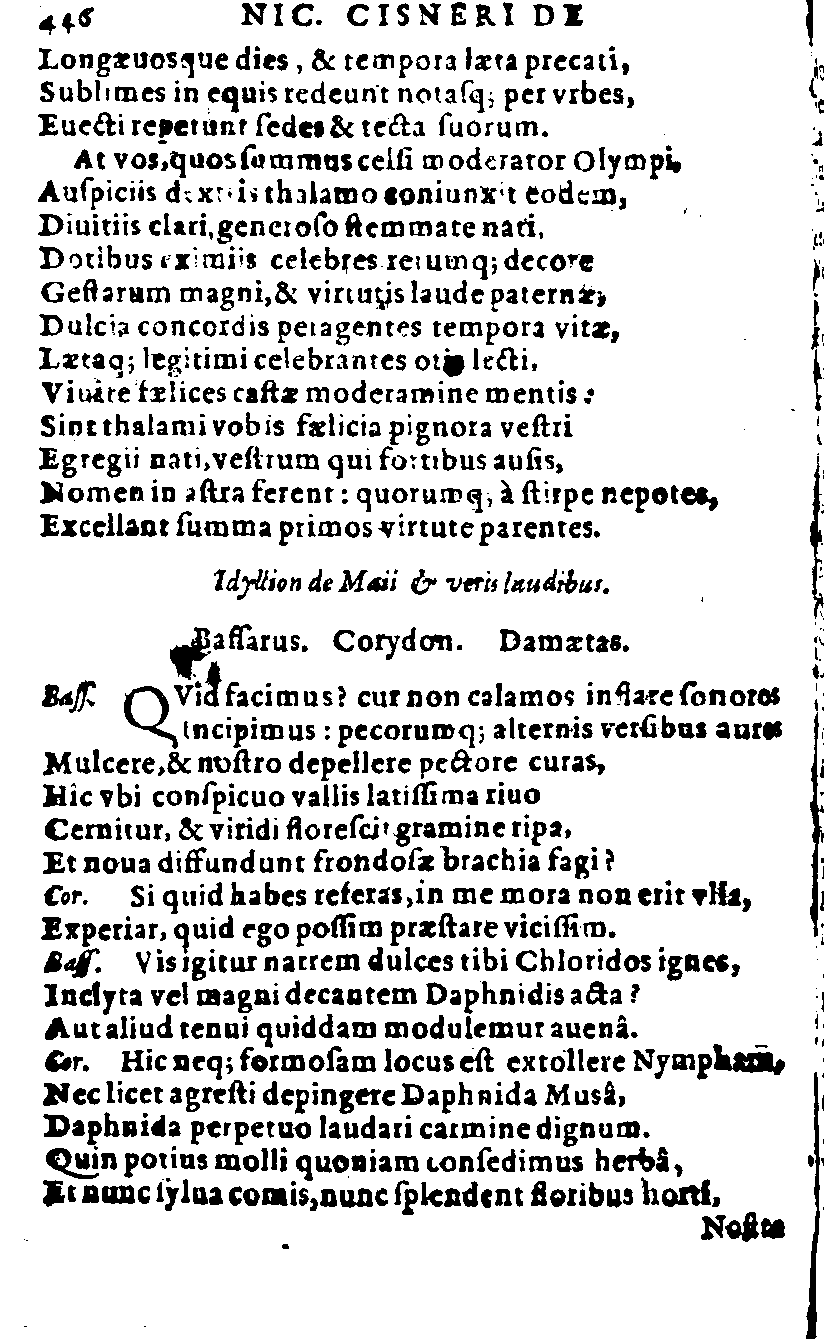 446 NIC. CISNERI DE
Longæuosque dies, & tempora læta precati,
Sublimes in equis redeunt notaſq; per vrbes,
Euecti repetunt ſedes & tecta ſuorum.
At vos, quos ſummus celſi moderator Olympi,
Auſpiciis dextris thalamo coniunxit eodem,
Diuitiis clari, generoſo ſtemmate nati,
Dotibus eximiis celebres rerumq; decore
Geſtarum magni, & virtutis laude paternæ,
Dulcia concordis peragentes tempora vitæ,
Lætaq; legitimi celebrantes otia lecti,
Viuite fælices caſtæ moderamine mentis:
Sint thalami vobis fælicia pignora veſtri
Egregii nati, veſtrum qui fortibus auſis,
Nomen in aſtra ferent: quorumq; à ſtirpe nepotes,
Excellant ſumma primos virtute parentes.
Idyllion de Maii & veris laudibus.
Baſſarus. Corydon. Damætas.
Baſſ. QVid facimus? cur non calamos inflare ſonoros
Incipimus: pecorumq; alternis verſibus aures
Mulcere, & noſtro depellere pectore curas,
Hic vbi conſpicuo vallis latiſſima riuo
Cernitur, & viridi floreſcit gramine ripa,
Et noua diffundunt frondoſæ brachia fagi?
Cor. Si quid habes referas, in me mora non erit vlla,
Experiar, quid ego poſſim præſtare viciſſim.
Baſſ. Vis igitur narrem dulces tibi Chloridos ignes,
Inclyta vel magni decantem Daphnidis acta?
Aut aliud tenui quiddam modulemur auenâ.
Cor. Hic neq; formoſam locus eſt extollere Nympham,
Nec licet agreſti depingere Daphnida Muſâ,
Daphnida perpetuo laudari carmine dignum.
Quin potius molli quoniam conſedimus herbâ,
Et nunc ſylua comis, nunc ſplendent floribus horti,
Noſtra